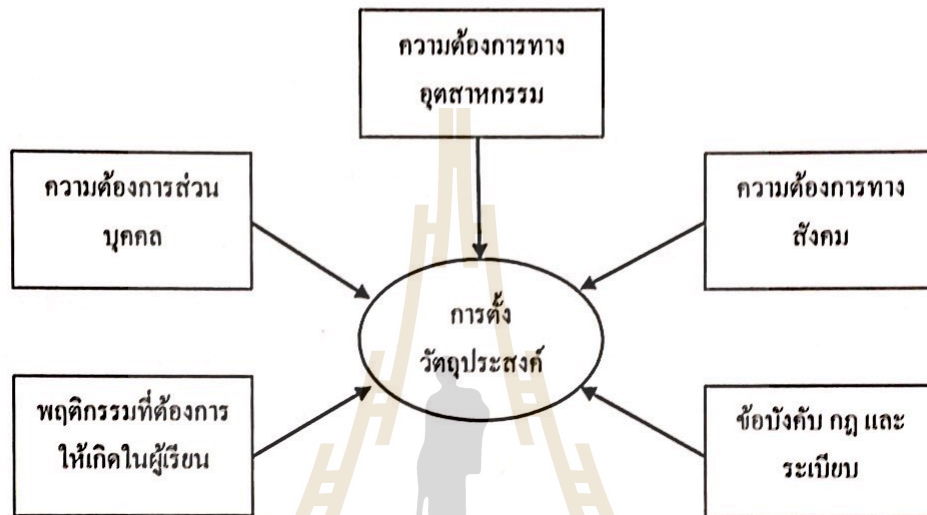 ความต้องการทาง
อุตสาหกรรม
ความต้องการส่วน
บุคคล
ความต้องการทาง
สังคม
การตั้ง
วัตถุประสงค์
พฤติกรรมที่ต้องการ
ให้เกิดในผู้เรียน
ข้อบังคับ กฎ และ
ระเบียบ